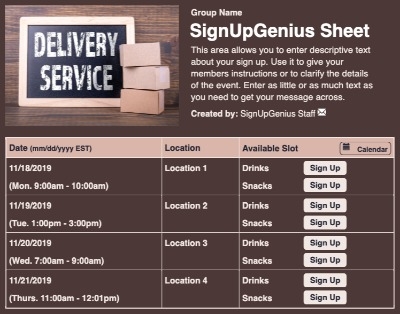 DELIVERY
SERVICE
Group Name
SignUpGenius Sheet
This area allows you to enter descriptive text
about your sign up. Use it to give your
members instructions or to clarify the details
of the event. Enter as little or as much text as
you need to get your message across.
Created by: SignUpGenius Staff
Date (mm/dd/yyyy EST) Location Available Slot Calendar
11/18/2019 Location 1 Drinks Sign Up
(Mon. 9:00am - 10:00am) Snacks Sign Up
11/19/2019 Location 2 Drinks Sign Up
(Tue. 1:00pm - 3:00pm) Snacks Sign Up
11/20/2019 Location 3 Drinks Sign Up
(Wed. 7:00am - 9:00am) Snacks Sign Up
11/21/2019 Location 4 Drinks Sign Up
(Thurs. 11:00am - 12:01pm) Snacks Sign Up